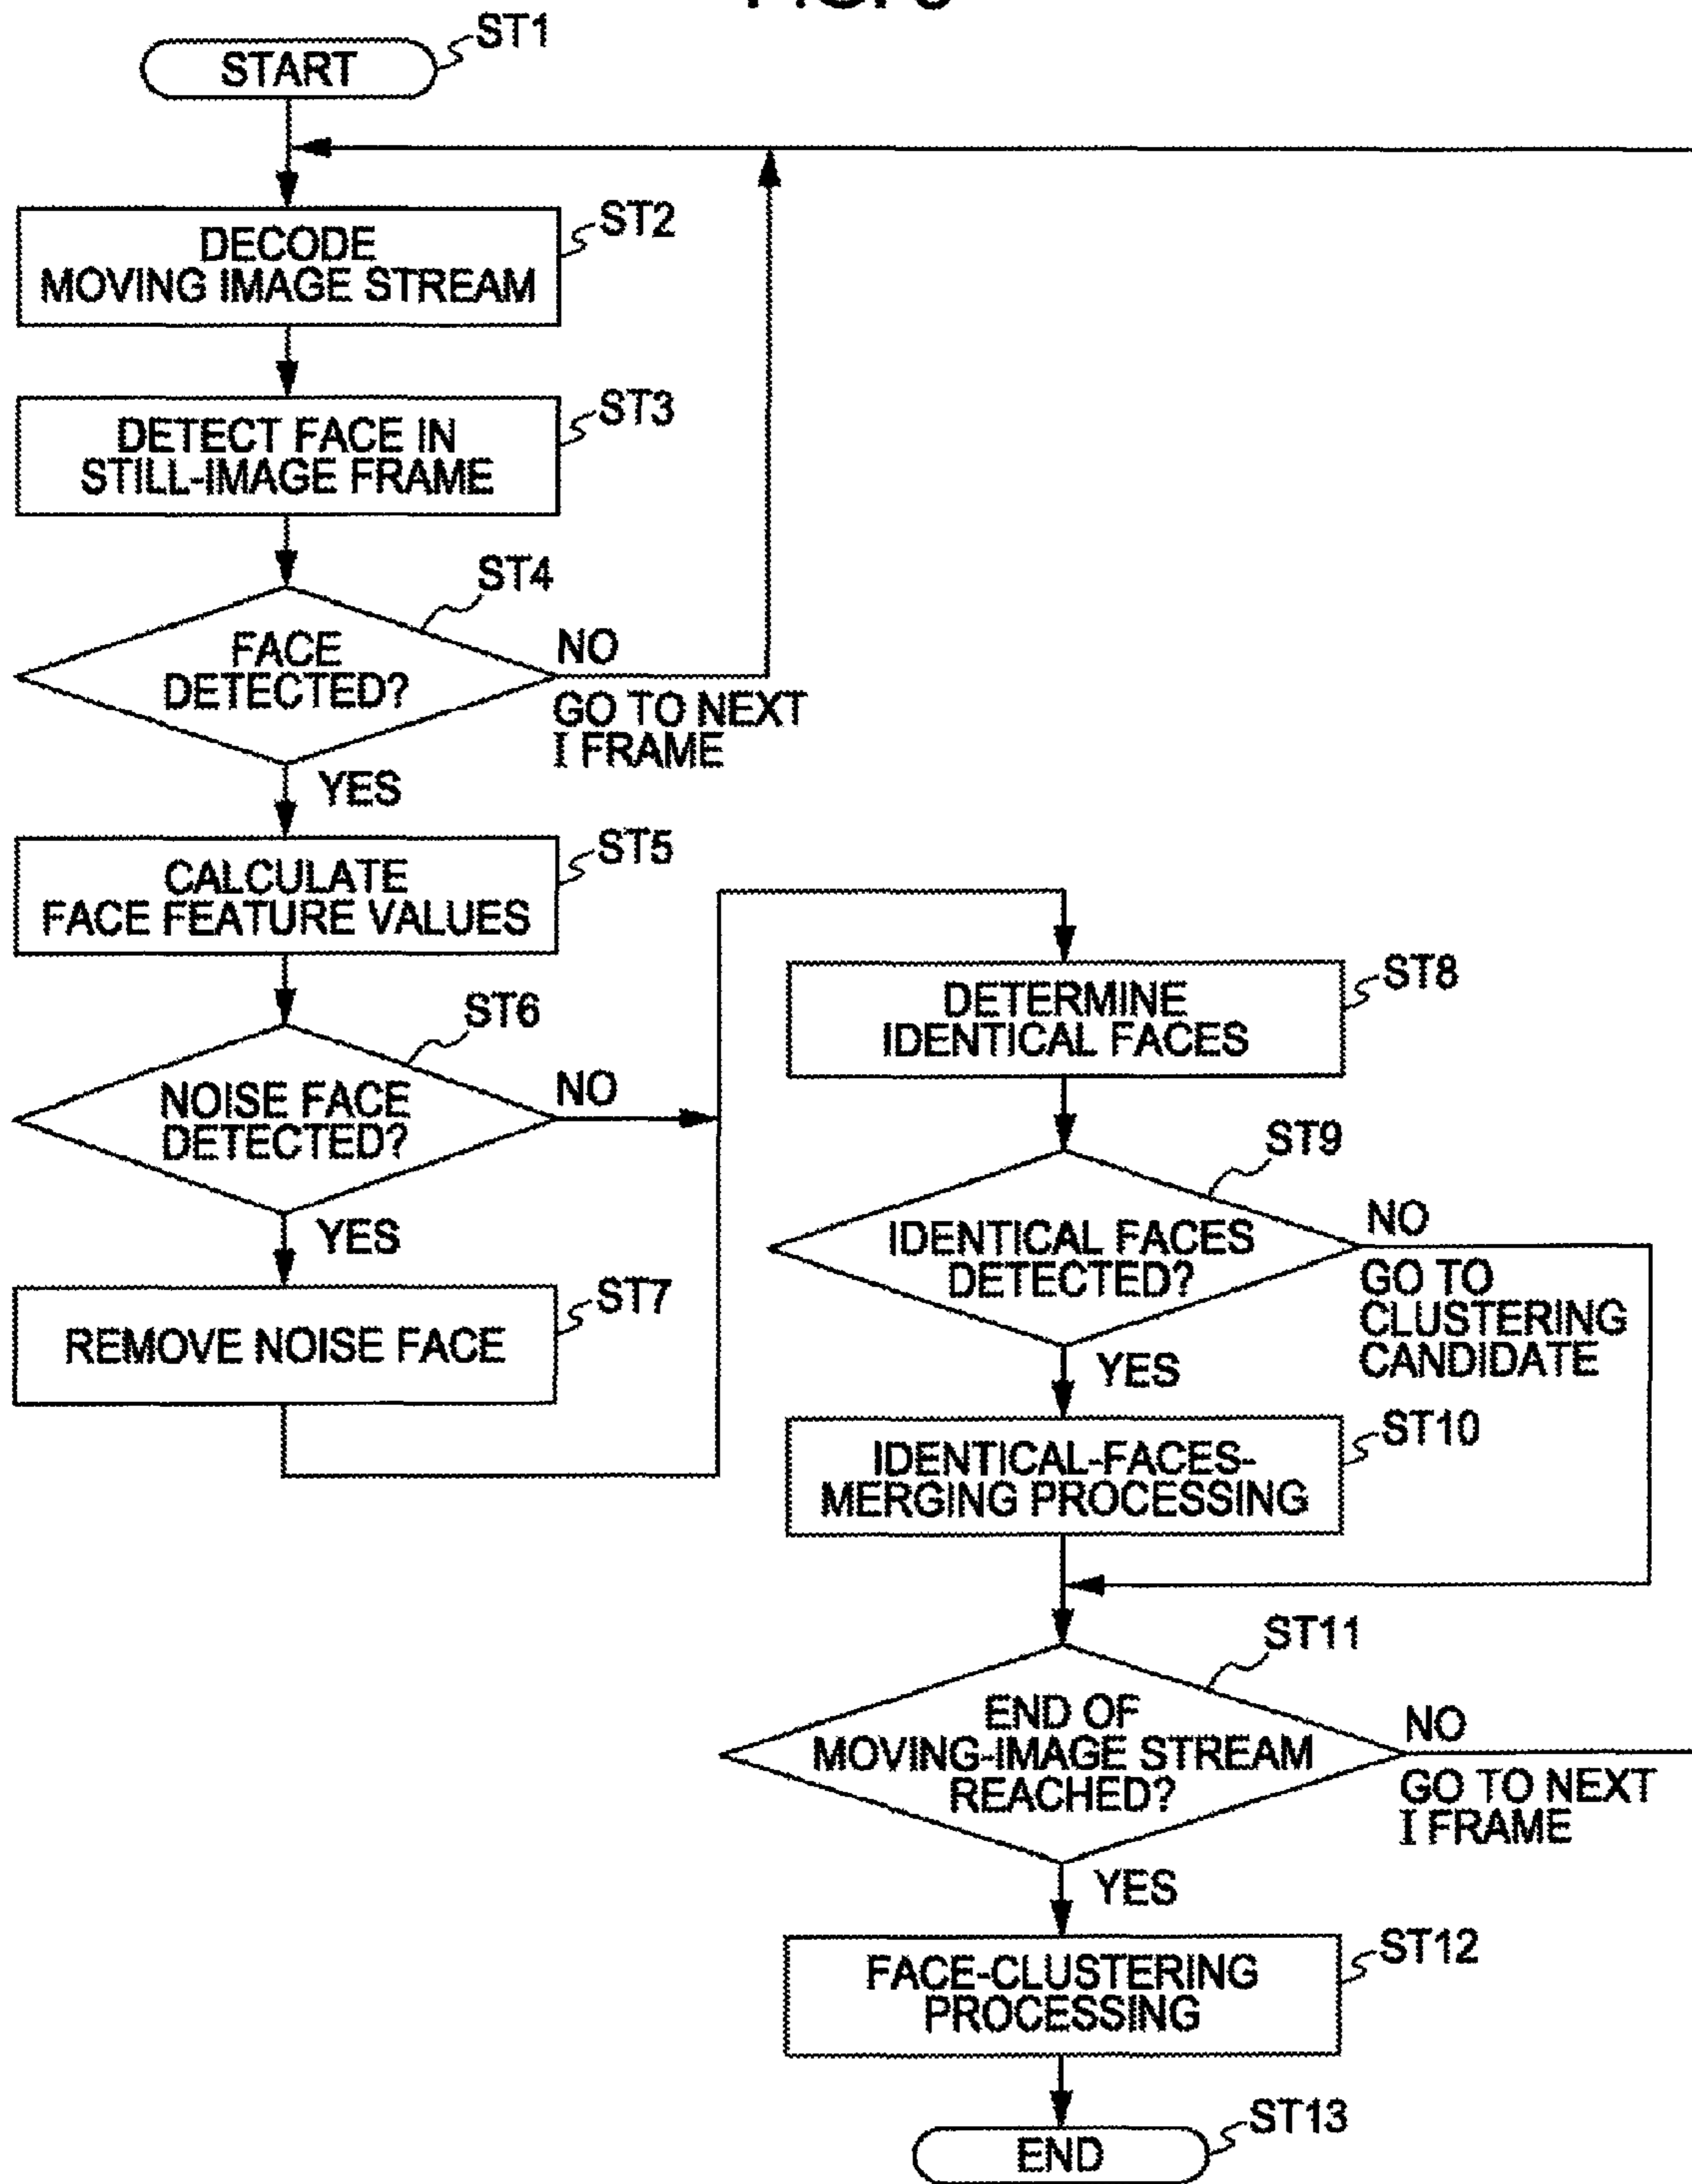 START
ST1
DECODE
MOVING IMAGE STREAM
ST2
DETECT FACE IN
STILL-IMAGE FRAME
ST3
FACE
DETECTED?
ST4
NO
GO TO NEXT
I FRAME
YES
CALCULATE
FACE FEATURE VALUES
ST5
NOISE FACE
DETECTED?
ST6
NO
YES
REMOVE NOISE FACE
ST7
DETERMINE
IDENTICAL FACES
ST8
IDENTICAL FACES
DETECTED?
ST9
NO
GO TO
CLUSTERING
CANDIDATE
YES
IDENTICAL-FACES-
MERGING PROCESSING
ST10
END OF
MOVING-IMAGE STREAM
REACHED?
ST11
NO
GO TO NEXT
I FRAME
YES
FACE-CLUSTERING
PROCESSING
ST12
END
ST13